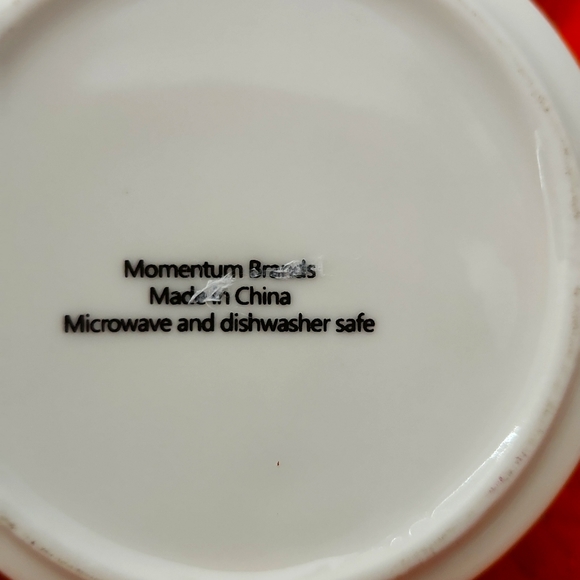 Momentum Brands
Made in China
Microwave and dishwasher safe